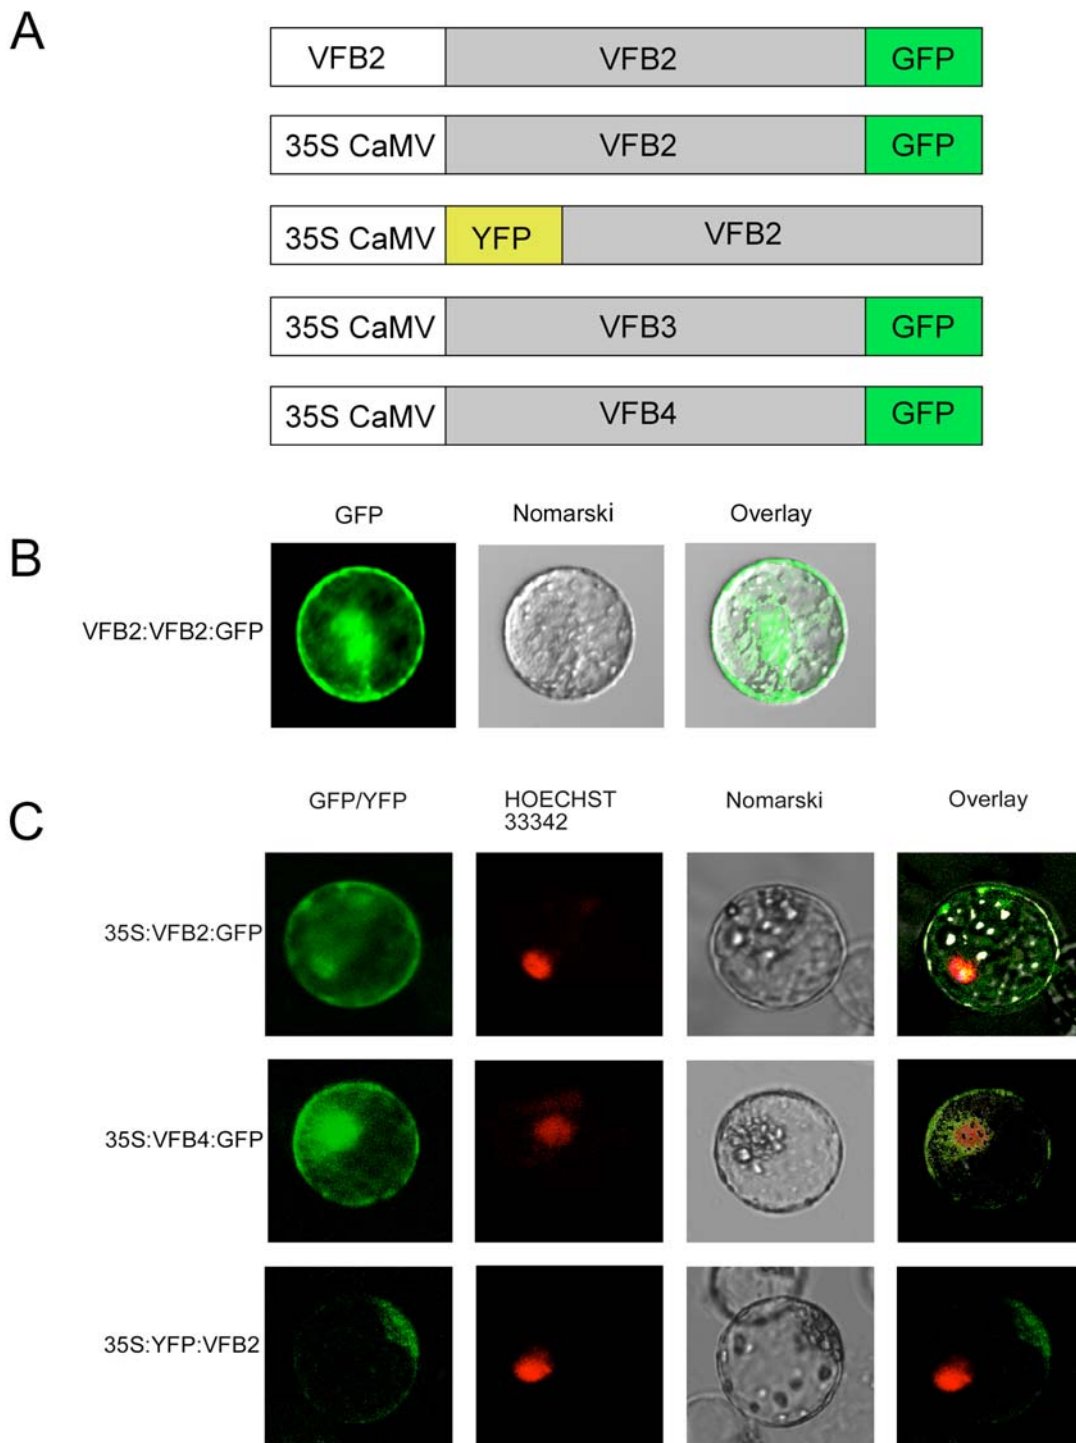 A
VFB2 VFB2 GFP
35S CaMV VFB2 GFP
35S CaMV YFP VFB2
35S CaMV VFB3 GFP
35S CaMV VFB4 GFP
B
GFP Nomarski Overlay
VFB2:VFB2:GFP
C
GFP/YFP HOECHST Nomarski Overlay
33342
35S:VFB2:GFP
35S:VFB4:GFP
35S:YFP:VFB2